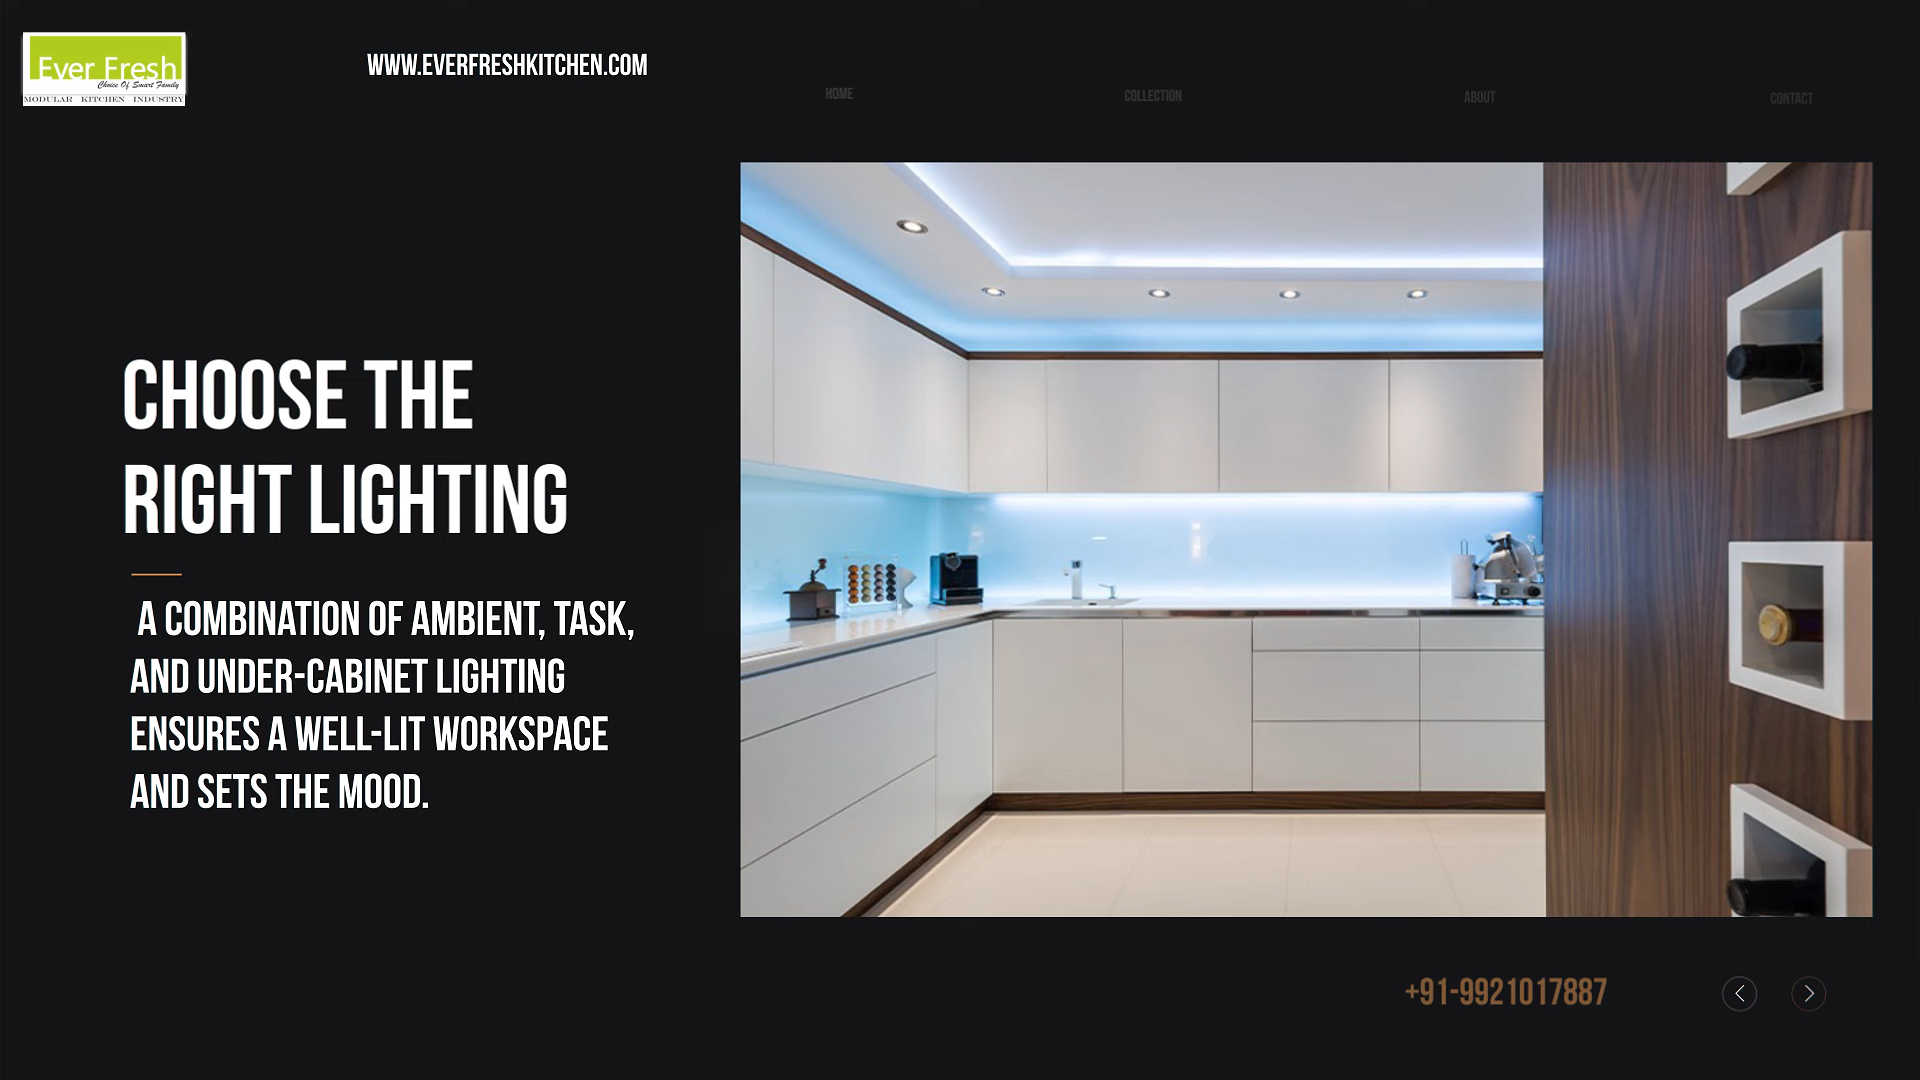 Ever Fresh
Choice Of Smart Family
MODULAR KITCHEN INDUSTRY
WWW.EVERFRESHKITCHEN.COM
HOME
COLLECTION
ABOUT
CONTACT
CHOOSE THE
RIGHT LIGHTING
A COMBINATION OF AMBIENT, TASK,
AND UNDER-CABINET LIGHTING
ENSURES A WELL-LIT WORKSPACE
AND SETS THE MOOD.
+91-9921017887